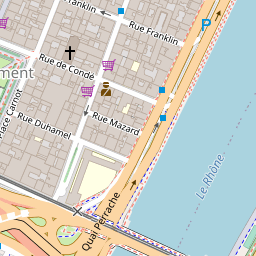 Franklin
Rue Franklin
P
Rue de Condé
ment
Place Carnot
Rue Mazard
Rue Duhamel
Le Rhône
Quai Perrache